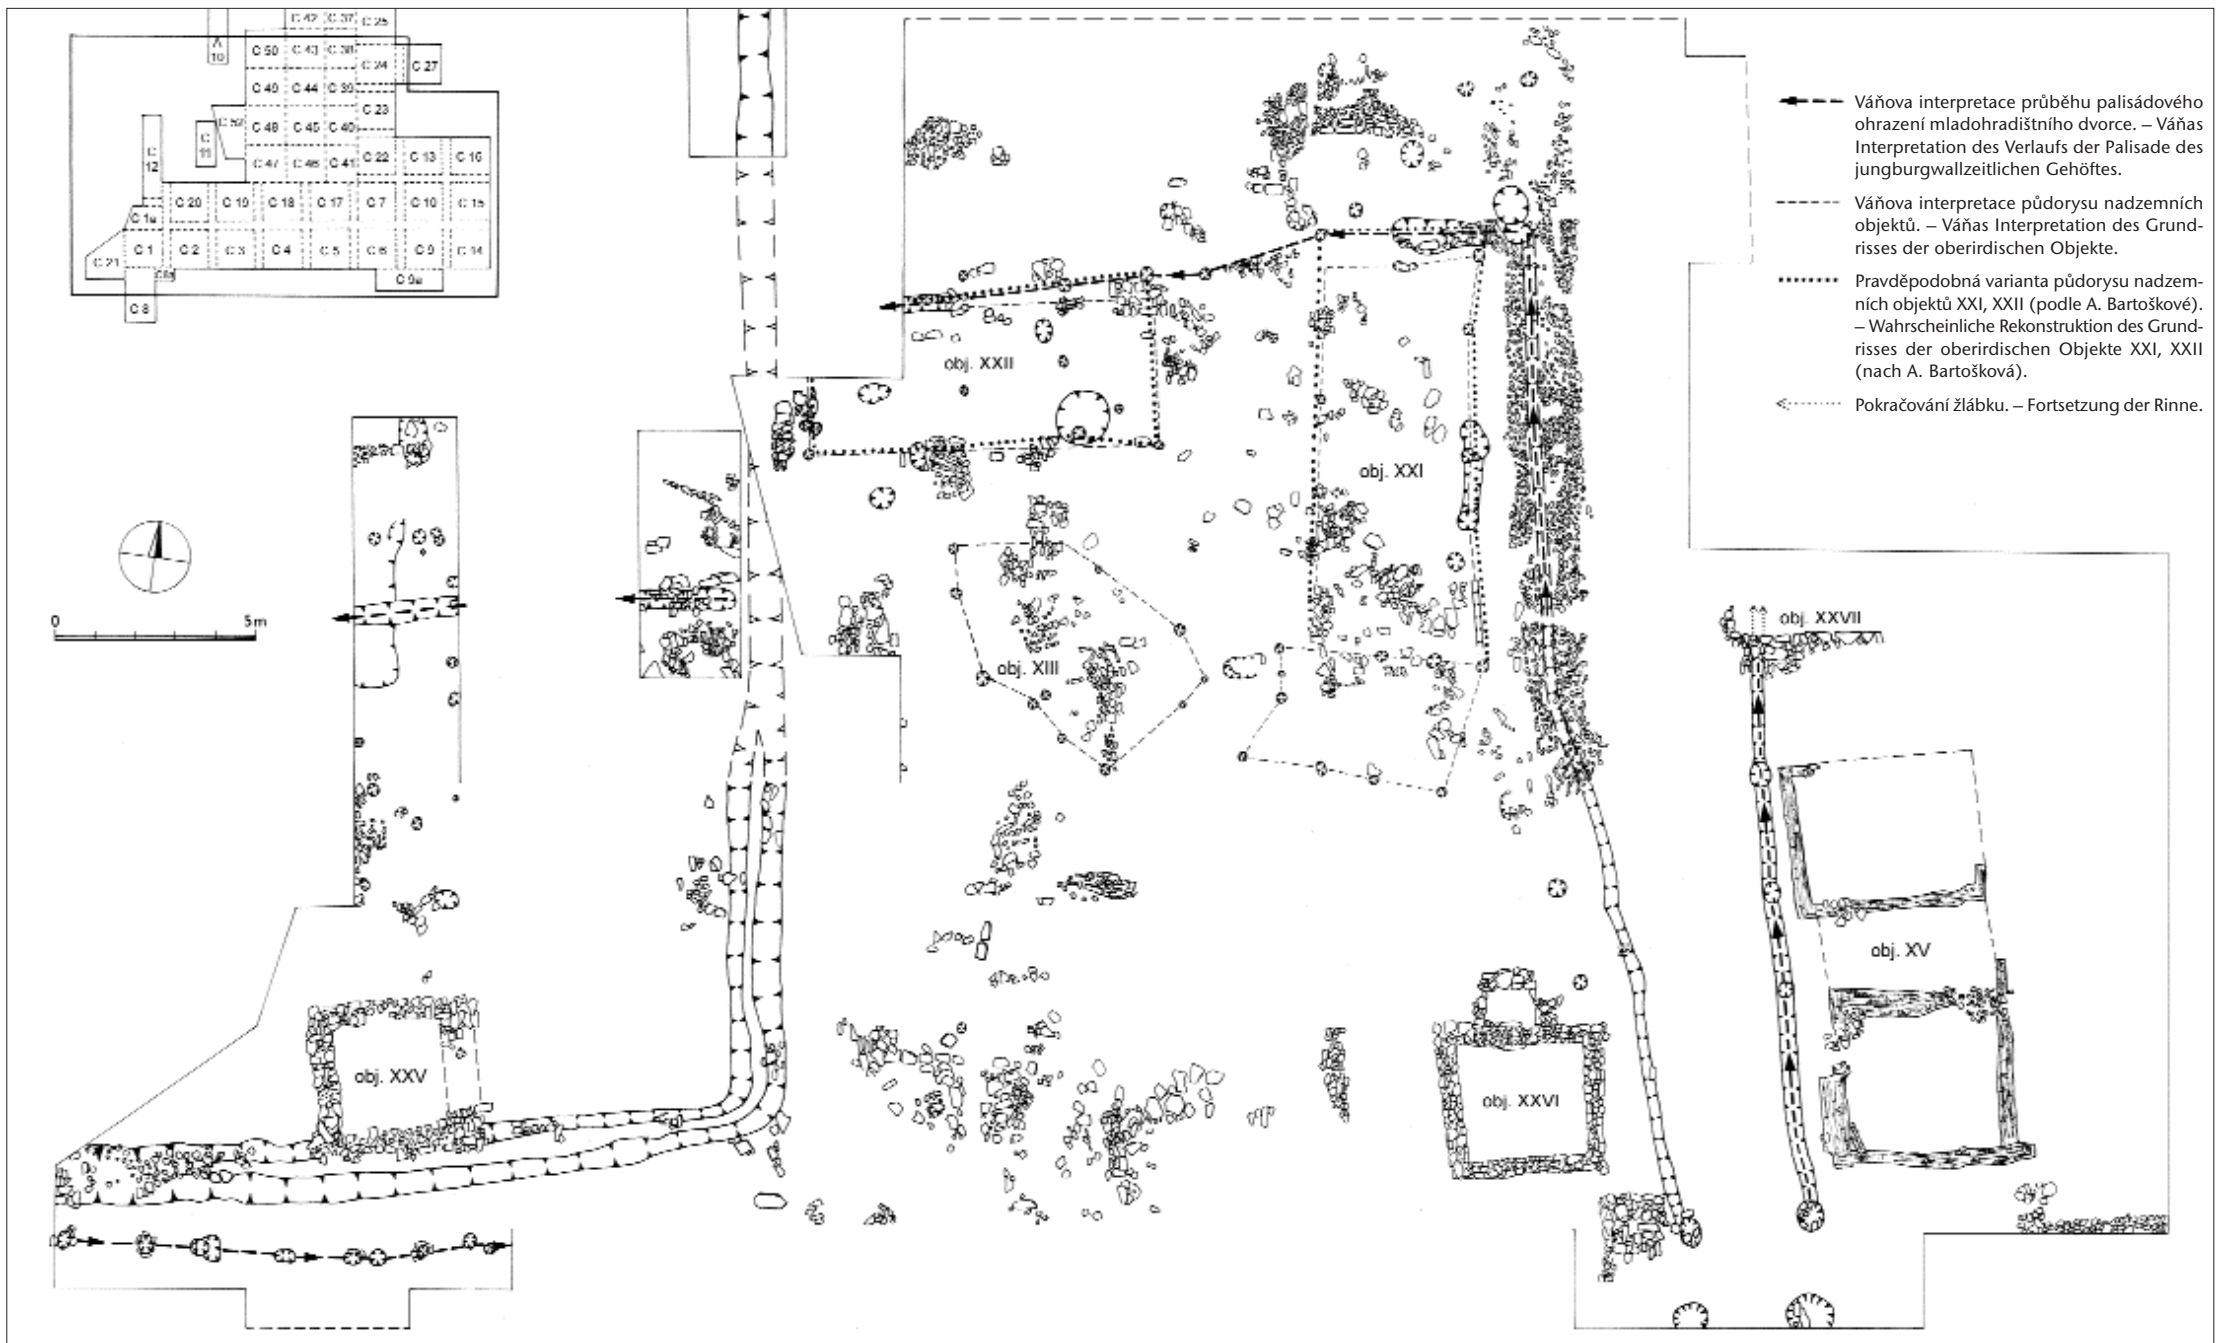 C 42 C 37 C 25
A 10
C 50 C 43 C 38
C 24 C 27
C 49 C 44 C 39
C 23
C 52
C 48 C 45 C 40
C 11
C 12
C 47 C 46 C 41 C 22 C 13 C 16
C 20 C 19 C 18 C 17 C 7 C 10 C 15
C 1a
C 1 C 2 C 3 C 4 C 5 C 6 C 9 C 14
C 21
C 9a
C 8
Váňova interpretace průběhu palisádového
ohrazení mladohradištního dvorce. – Váňas
Interpretation des Verlaufs der Palisade des
jungburgwallzeitlichen Gehöftes.
Váňova interpretace půdorysu nadzemních
objektů. – Váňas Interpretation des Grund-
risses der oberirdischen Objekte.
Pravděpodobná varianta půdorysu nadzem-
ních objektů XXI, XXII (podle A. Bartoškové).
– Wahrscheinliche Rekonstruktion des Grund-
risses der oberirdischen Objekte XXI, XXII
(nach A. Bartošková).
Pokračování žlábku. – Fortsetzung der Rinne.
obj. XXII
obj. XXI
0 5m
obj. XXVII
obj. XIII
obj. XV
obj. XXV
obj. XXVI